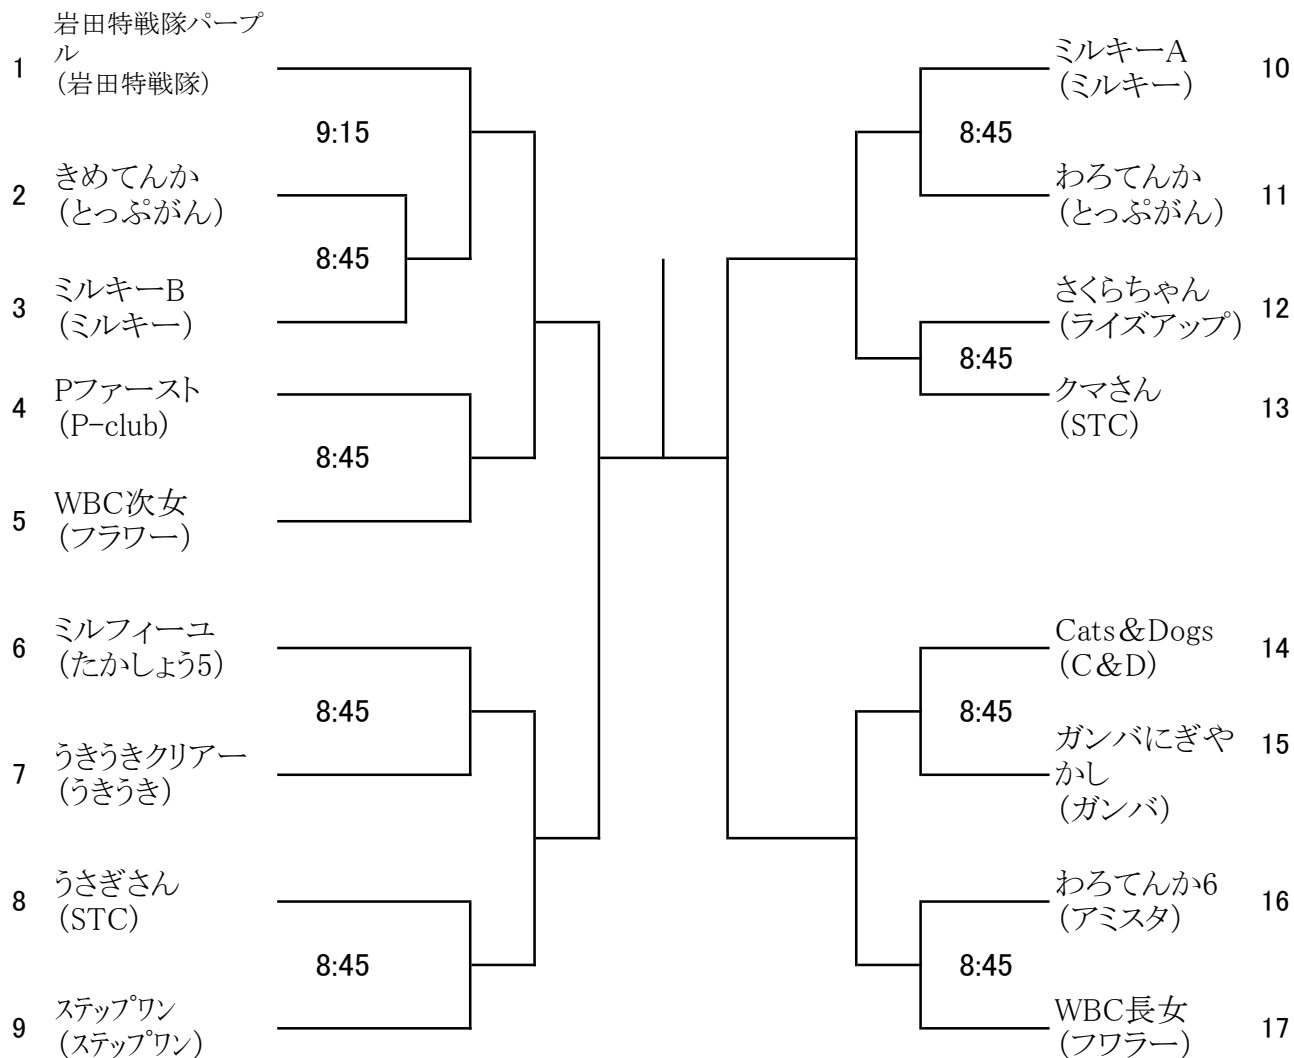 岩田特戦隊パープ
ル
1
（岩田特戦隊）
9:15
きめてんか
2
（とっぷがん）
8:45
ミルキーB
3
（ミルキー）
Pファースト
4
（P-club）
8:45
WBC次女
5
（フラワー）
ミルフィーユ
6
（たかしょう5）
8:45
うきうきクリアー
7
（うきうき）
うさぎさん
8
（STC）
8:45
ステップワン
9
（ステップワン）
ミルキーA
10
（ミルキー）
8:45
わろてんか
11
（とっぷがん）
さくらちゃん
12
（ライズアップ）
8:45
クマさん
13
（STC）
Cats＆Dogs
14
（C＆D）
8:45
ガンバにぎや
15
かし
（ガンバ）
わろてんか6
16
（アミスタ）
8:45
WBC長女
17
（フワラー）